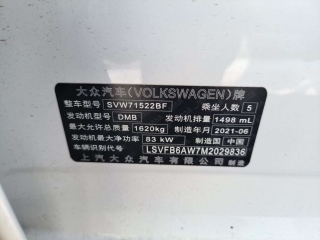 大众汽车(VOLKSWAGEN)牌
整车型号 SVW71522BF 乘坐人数 5
发动机型号 DMB 发动机排量 1498 mL
最大允许总质量 1620kg 制造年月 2021-06
发动机最大净功率 83 kW 制造国 中国
车辆识别代号 LSVFB6AW7M2029836
上汽大众汽车有限公司 制造